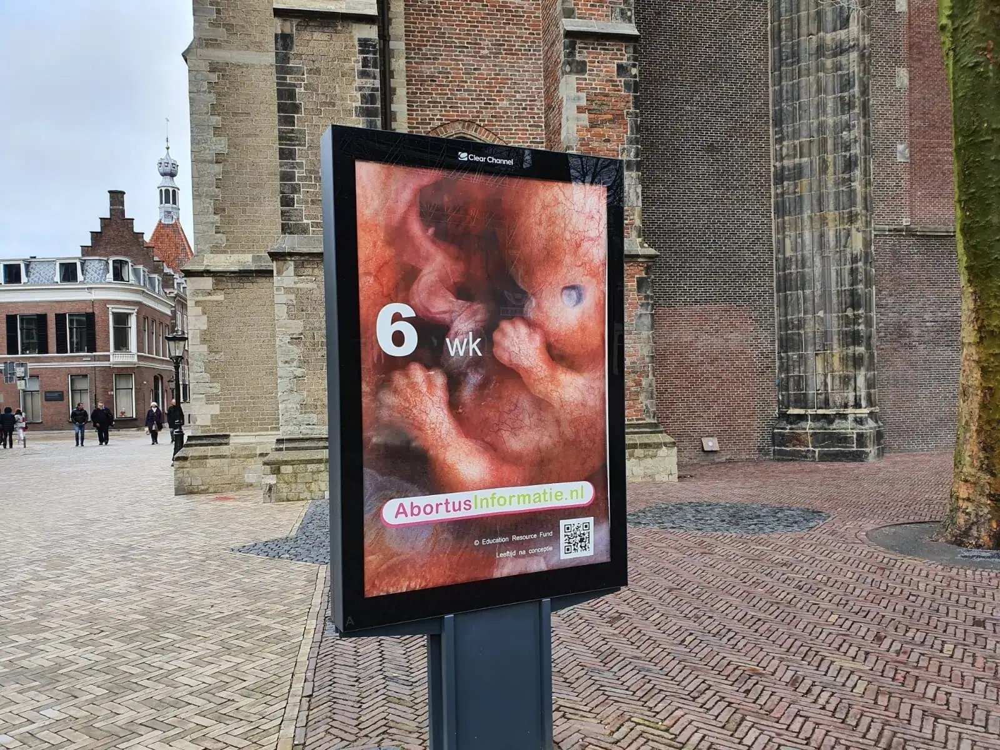 Clear Channel
6 wk
AbortusInformatie.nl
© Education Resource Fund
Leeftijd na conceptie
A